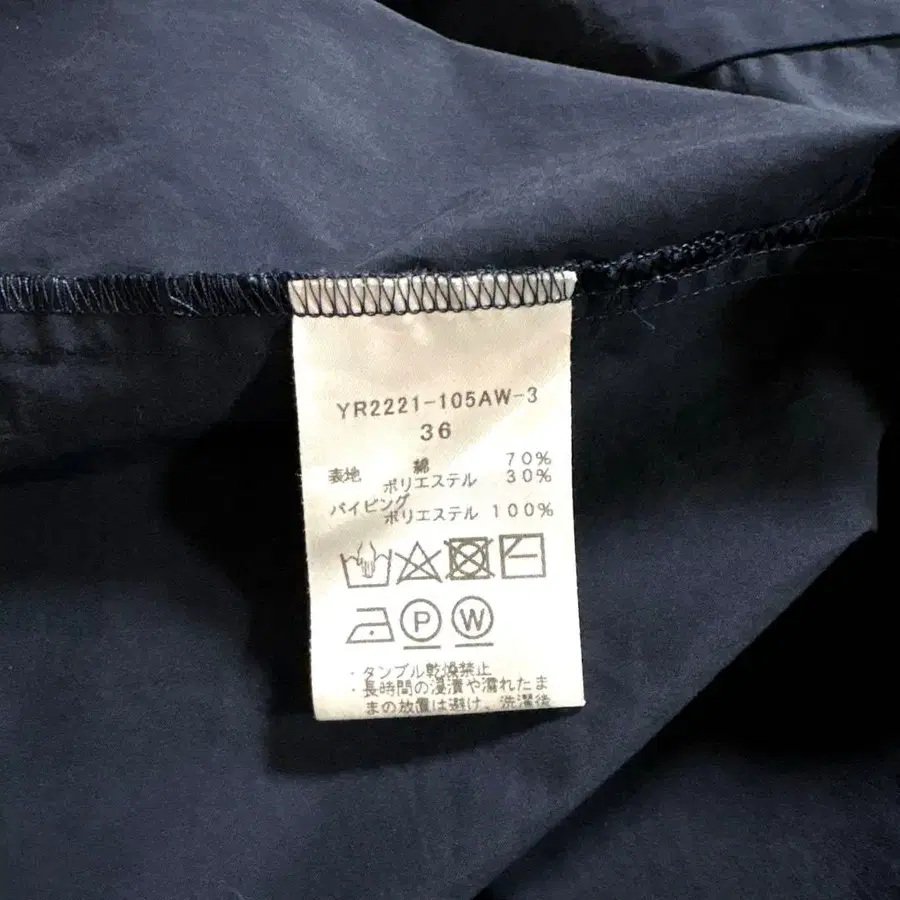 YR2221-105AW-3
36
表地 綿 70%
ポリエステル 30%
パイピング
ポリエステル 100%
P W
・タンブル乾燥禁止
・長時間の浸漬や濡れたま
まの放置は避け、洗濯後